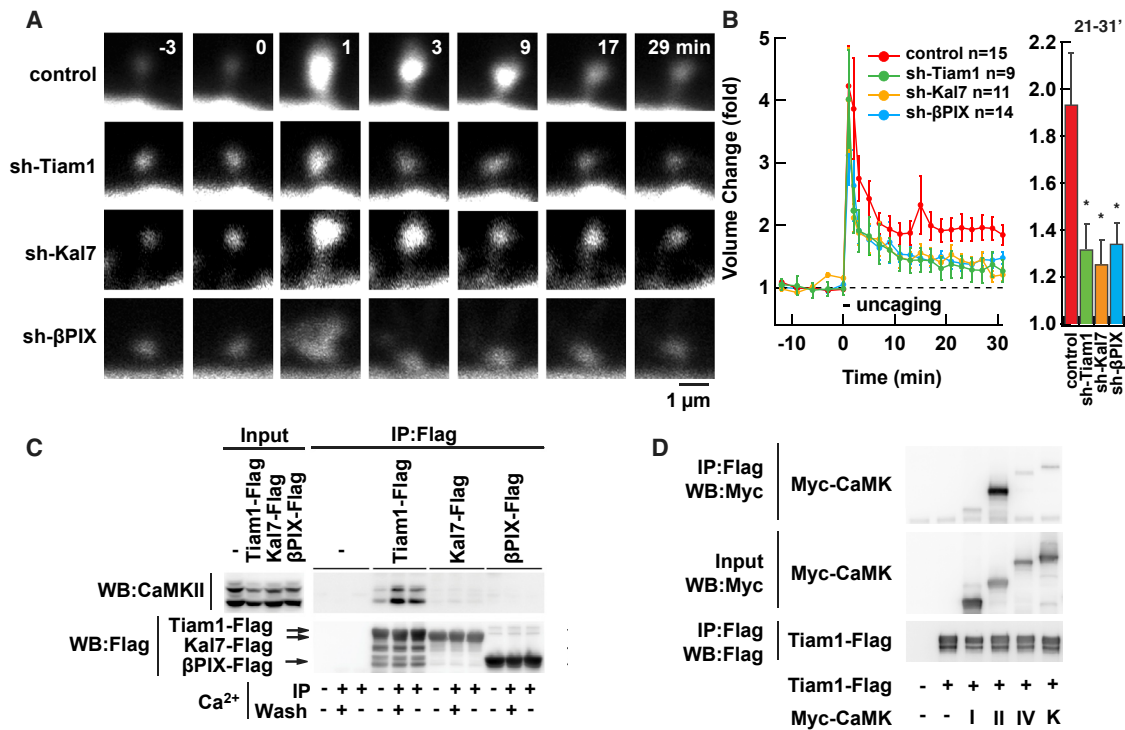 A
-3 0 1 3 9 17 29 min
control
sh-Tiam1
sh-Kal7
sh-βPIX
1 μm
B
21-31'
Volume Change (fold)
5
4
3
2
1
control n=15
sh-Tiam1 n=9
sh-Kal7 n=11
sh-βPIX n=14
uncaging
-10 0 10 20 30
Time (min)
2.2
2.0
1.8
1.6
1.4
1.2
1.0
* * *
control
sh-Tiam1
sh-Kal7
sh-βPIX
C
Input IP:Flag
- Tiam1-Flag Kal7-Flag βPIX-Flag - Tiam1-Flag Kal7-Flag βPIX-Flag
WB:CaMKII
WB:Flag
Tiam1-Flag
Kal7-Flag
βPIX-Flag
Ca2+
IP - + + - + + - + + - + +
Wash - + - - + - - + - - + -
D
IP:Flag
WB:Myc
Myc-CaMK
Input
WB:Myc
Myc-CaMK
IP:Flag
WB:Flag
Tiam1-Flag
Tiam1-Flag - + + + + +
Myc-CaMK - - I II IV K